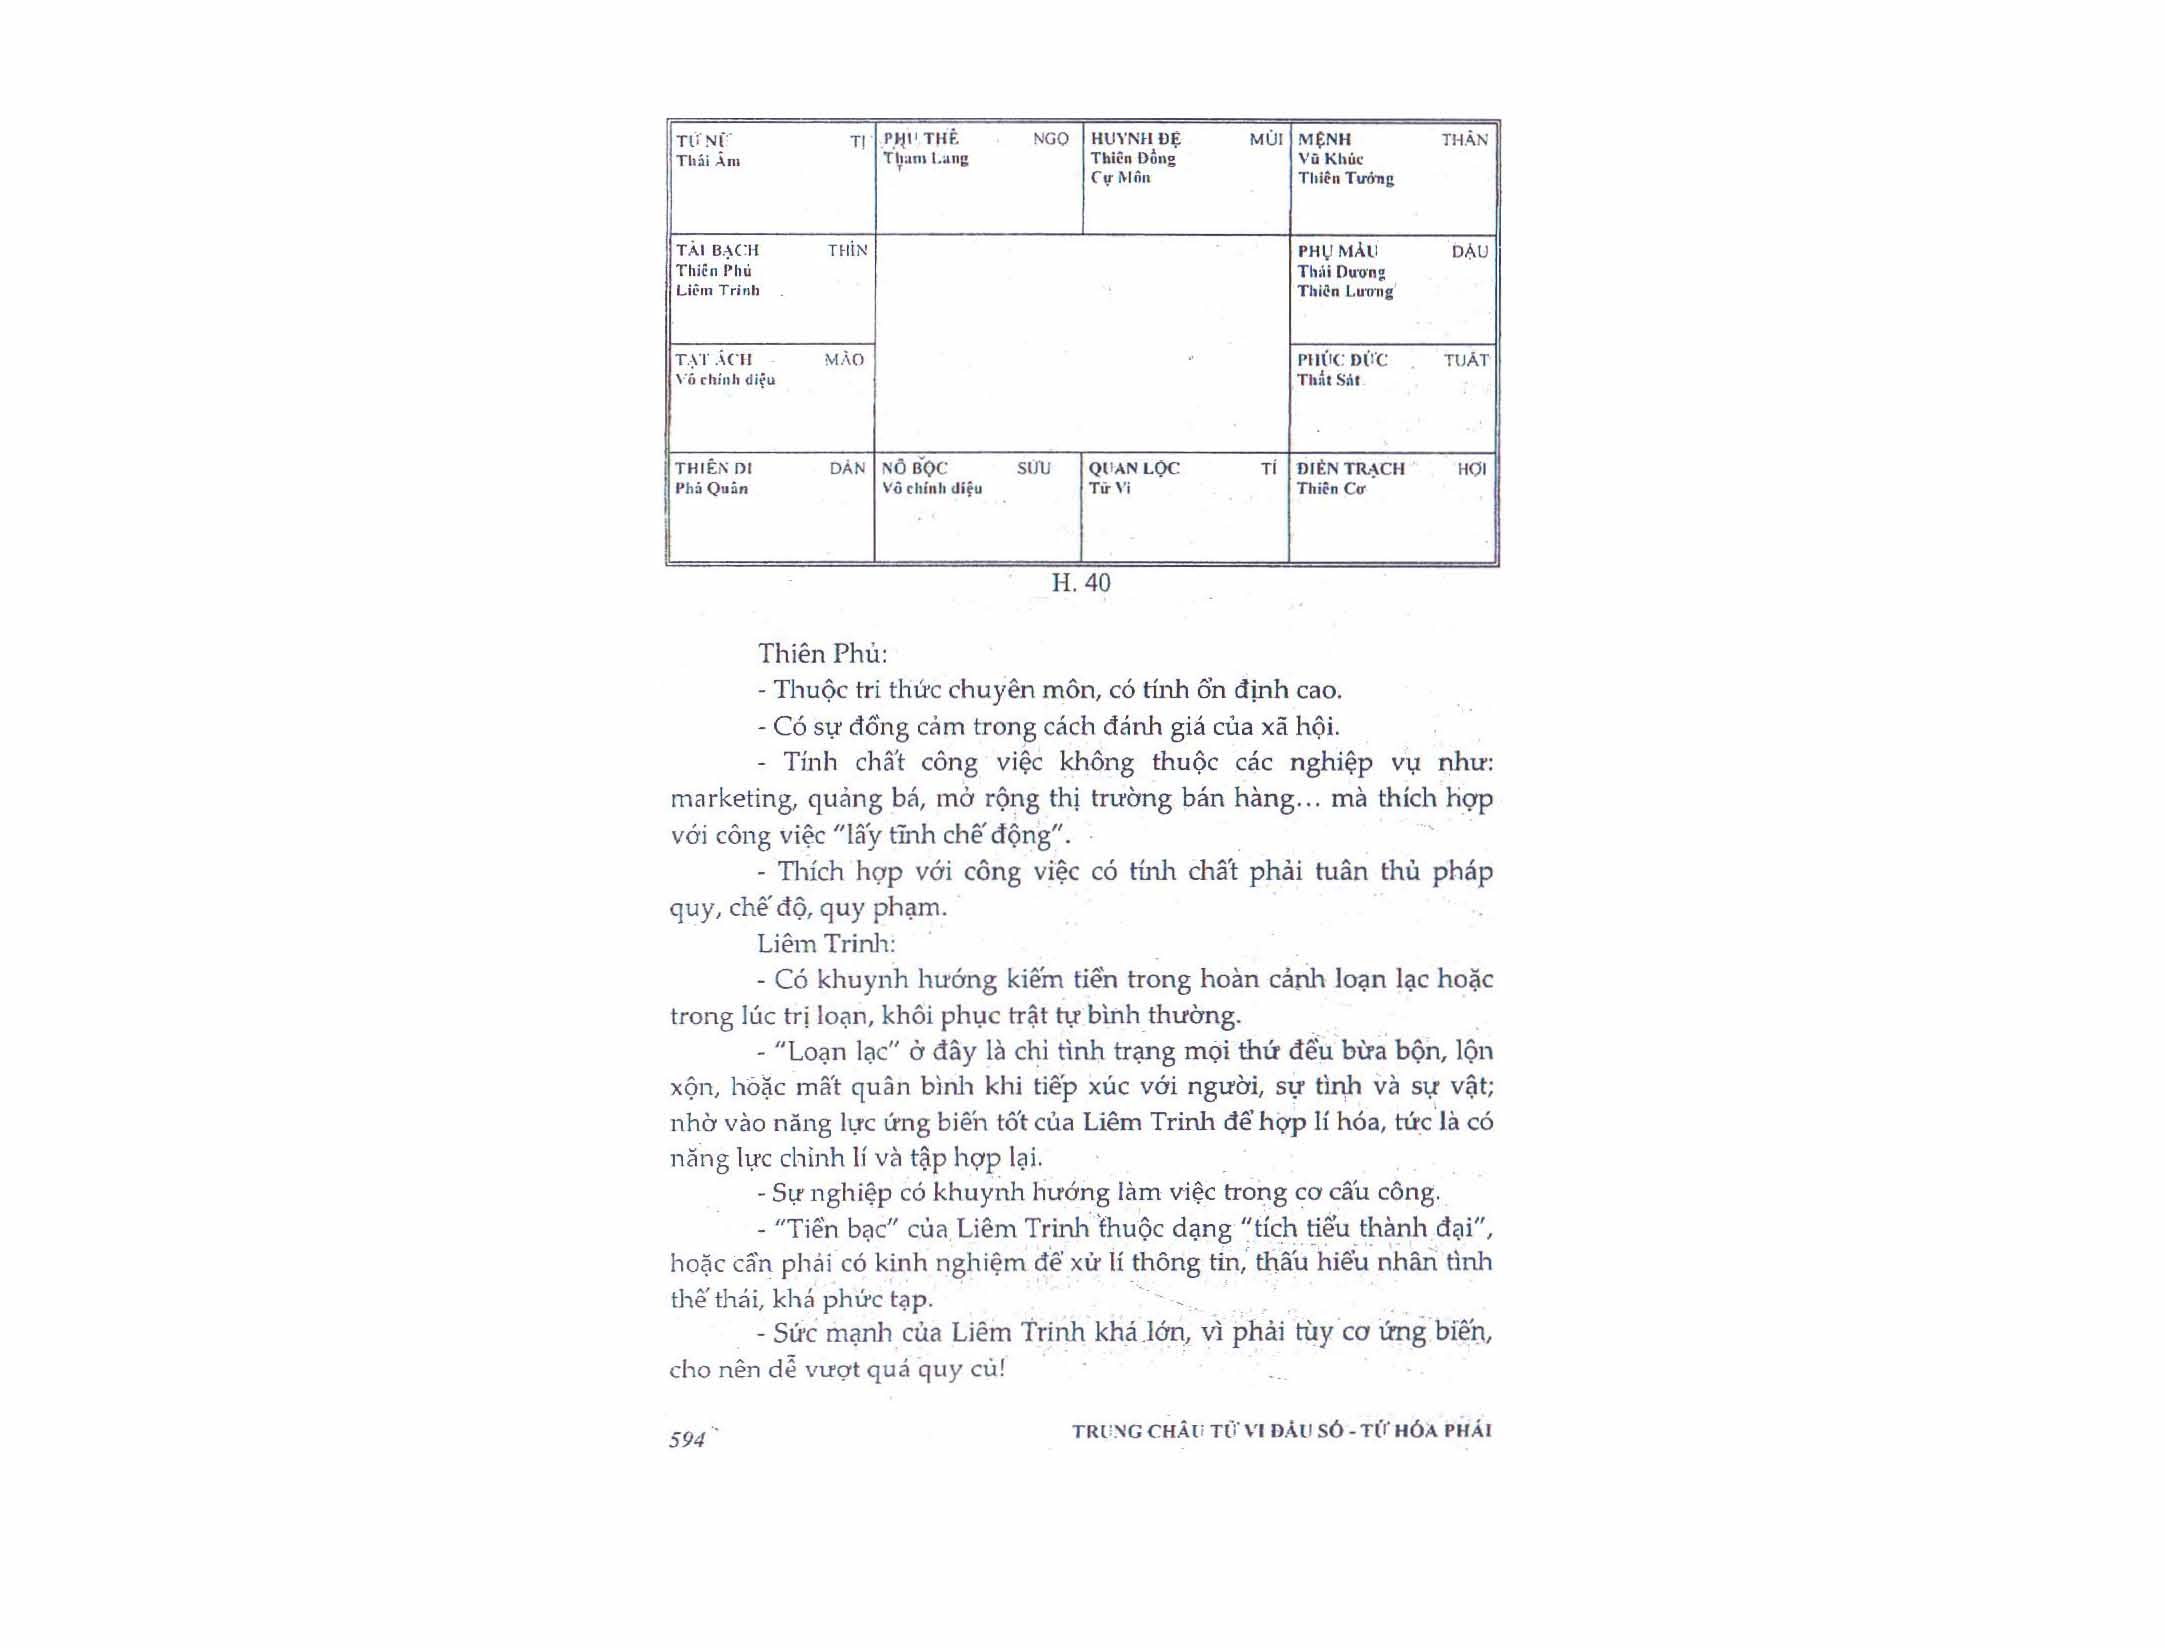 TỬ NỮ TỊ PHU THÊ NGỌ HUYNH ĐỆ MÙI MỆNH THÂN
Thái Âm Tham Lang Thiên Đồng Vũ Khúc
Cự Môn Thiên Tướng
TÀI BẠCH THÌN PHỤ MẪU DẬU
Thiên Phủ Thái Dương
Liêm Trinh Thiên Lương
TẬT ÁCH MÃO PHÚC ĐỨC TUẤT
Vô chính diệu Thất Sát
THIÊN DI DẦN NÔ BỘC SỬU QUAN LỘC TÍ ĐIỀN TRẠCH HỢI
Phá Quân Vô chính diệu Tử Vi Thiên Cơ
H. 40
Thiên Phủ:
- Thuộc tri thức chuyên môn, có tính ổn định cao.
- Có sự đồng cảm trong cách đánh giá của xã hội.
- Tính chất công việc không thuộc các nghiệp vụ như:
marketing, quảng bá, mở rộng thị trường bán hàng... mà thích hợp
với công việc "lấy tĩnh chế động".
- Thích hợp với công việc có tính chất phải tuân thủ pháp
quy, chế độ, quy phạm.
Liêm Trinh:
- Có khuynh hướng kiếm tiền trong hoàn cảnh loạn lạc hoặc
trong lúc trị loạn, khôi phục trật tự bình thường.
- "Loạn lạc" ở đây là chỉ tình trạng mọi thứ đều bừa bộn, lộn
xộn, hoặc mất quân bình khi tiếp xúc với người, sự tình và sự vật;
nhờ vào năng lực ứng biến tốt của Liêm Trinh để hợp lí hóa, tức là có
năng lực chỉnh lí và tập hợp lại.
- Sự nghiệp có khuynh hướng làm việc trong cơ cấu công.
- "Tiền bạc" của Liêm Trinh thuộc dạng "tích tiểu thành đại",
hoặc cần phải có kinh nghiệm để xử lí thông tin, thấu hiểu nhân tình
thế thái, khá phức tạp.
- Sức mạnh của Liêm Trinh khá lớn, vì phải tùy cơ ứng biến,
cho nên dễ vượt quá quy củ!
594 TRUNG CHÂU TỬ VI ĐẨU SỐ - TỨ HÓA PHÁI